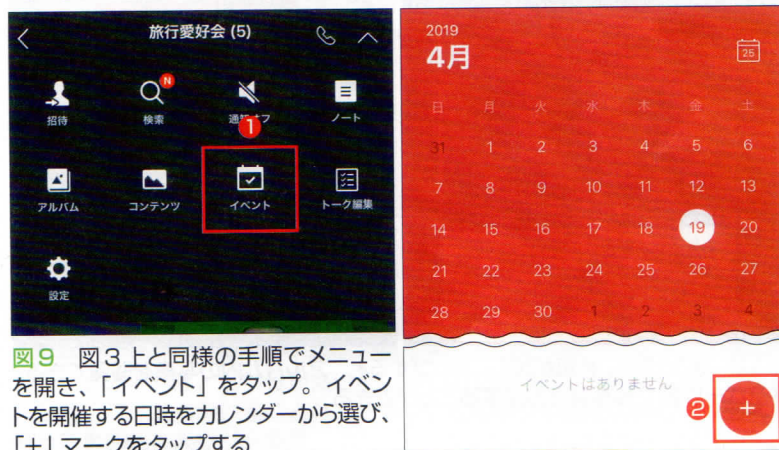 旅行愛好会 (5)
N
招待
検索
通知オフ
ノート
1
アルバム
コンテンツ
イベント
トーク編集
設定
図9 図3上と同様の手順でメニュー
を開き、「イベント」をタップ。イベン
トを開催する日時をカレンダーから選び、
「+」マークをタップする
2019
4月
25
日 月 火 水 木 金 土
31 1 2 3 4 5 6
7 8 9 10 11 12 13
14 15 16 17 18 19 20
21 22 23 24 25 26 27
28 29 30 1 2 3 4
イベントはありません
2
+